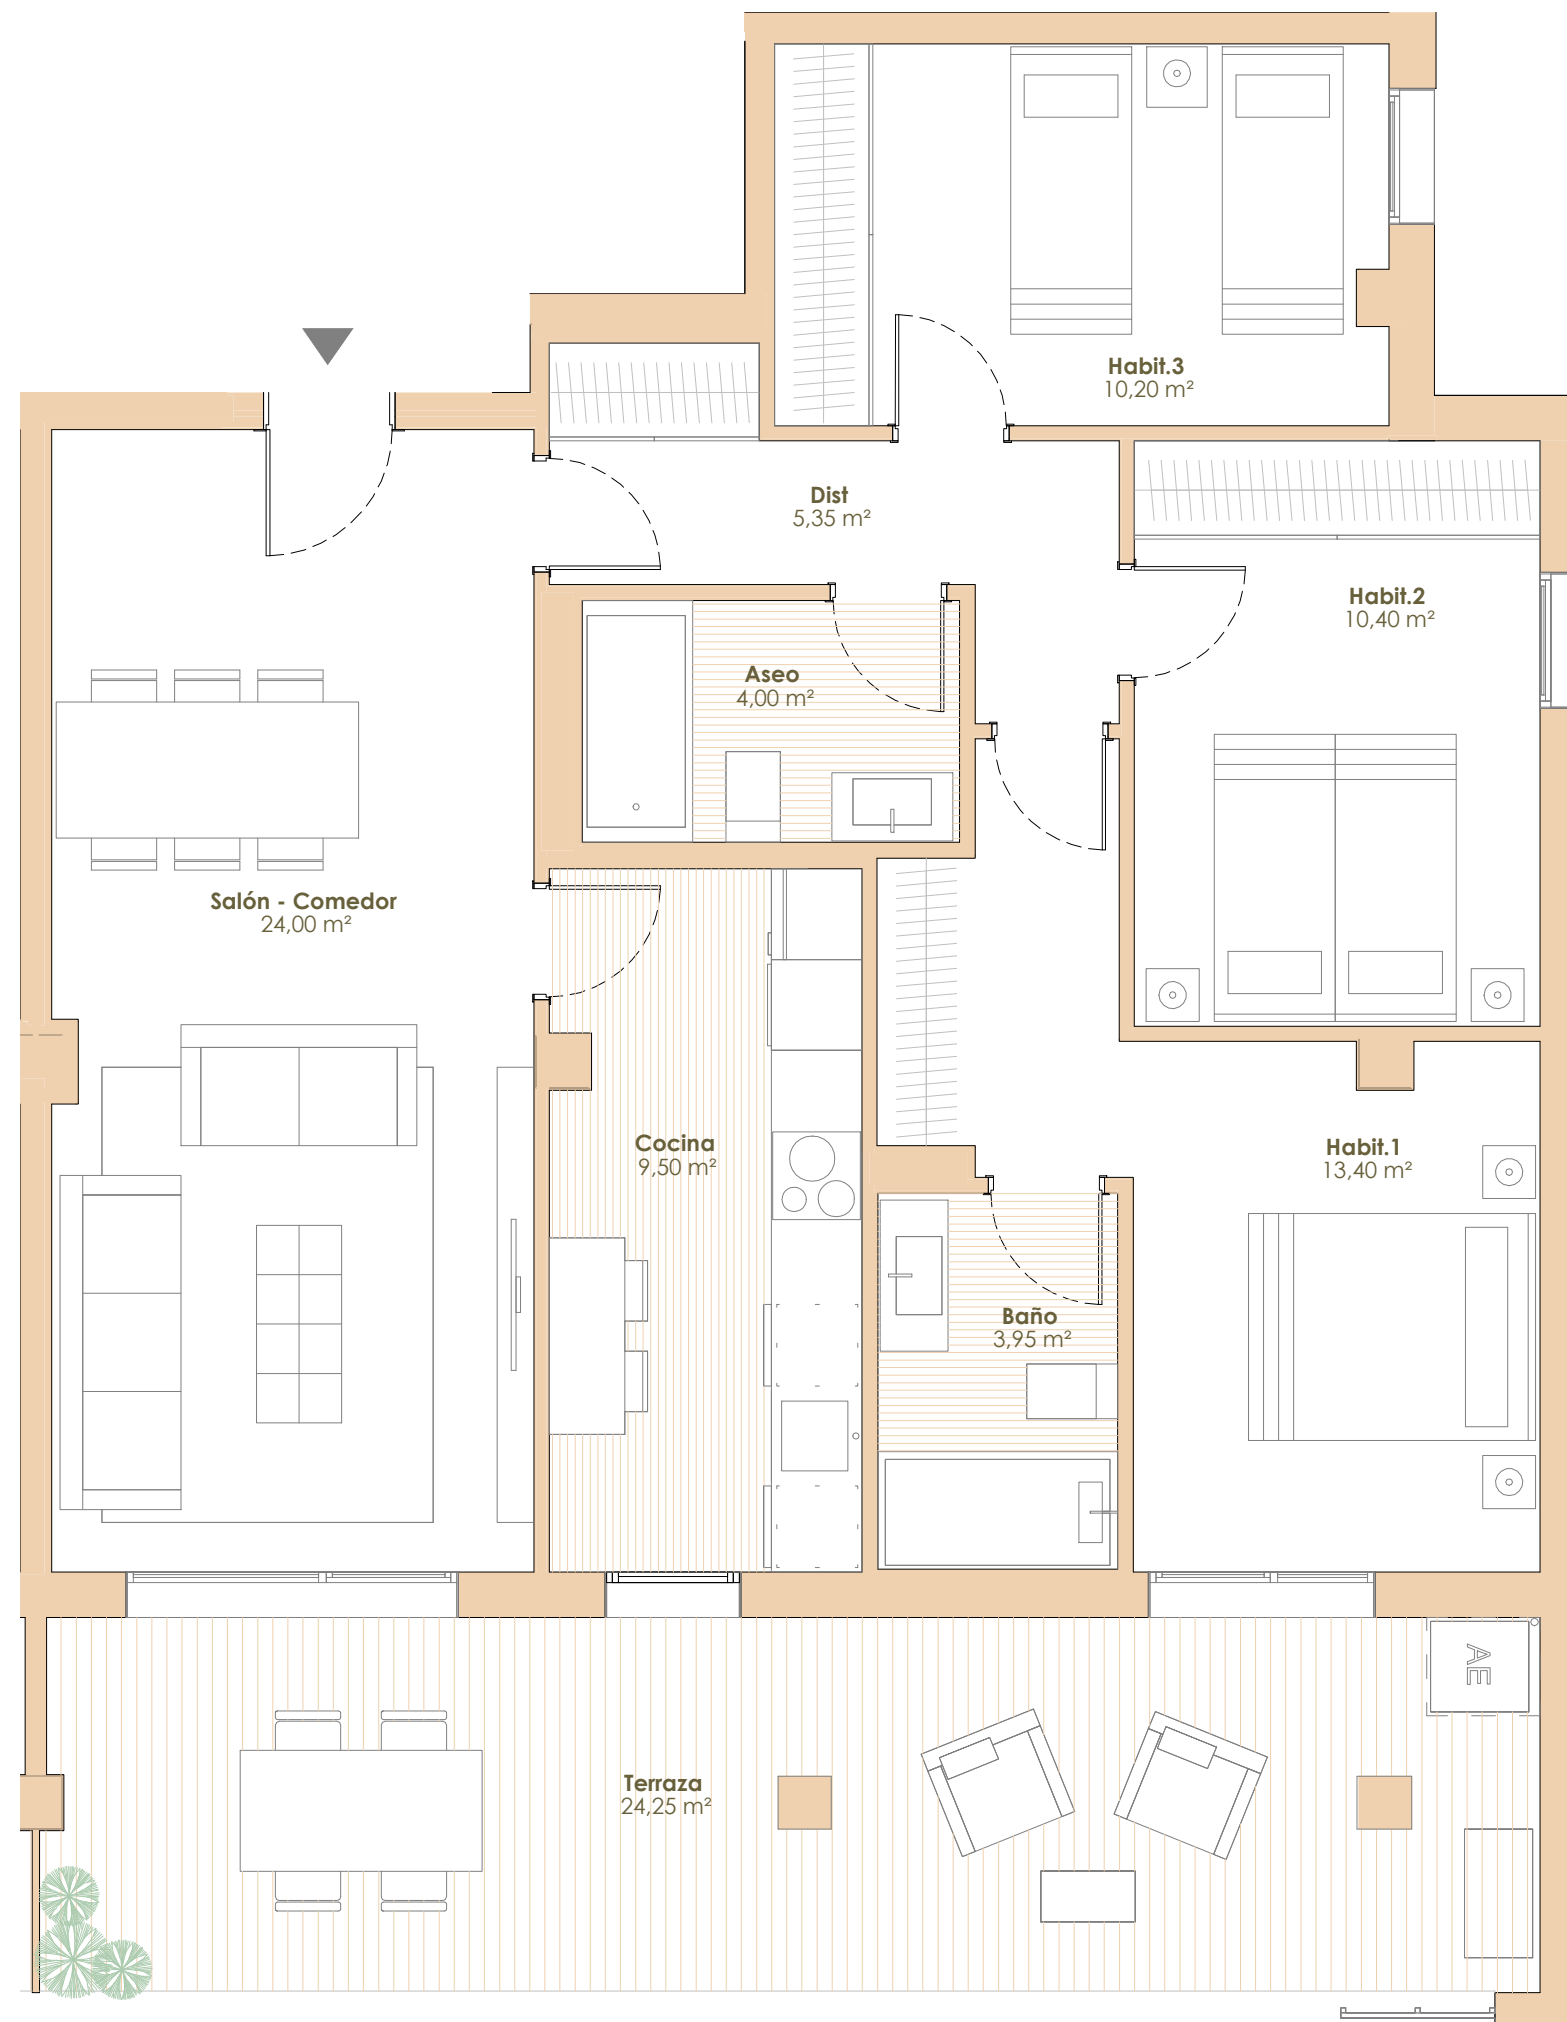 Habit.3
10,20 m²
Dist
5,35 m²
Habit.2
10,40 m²
Aseo
4,00 m²
Salón - Comedor
24,00 m²
Cocina
9,50 m²
Habit.1
13,40 m²
Baño
3,95 m²
AE
Terraza
24,25 m²